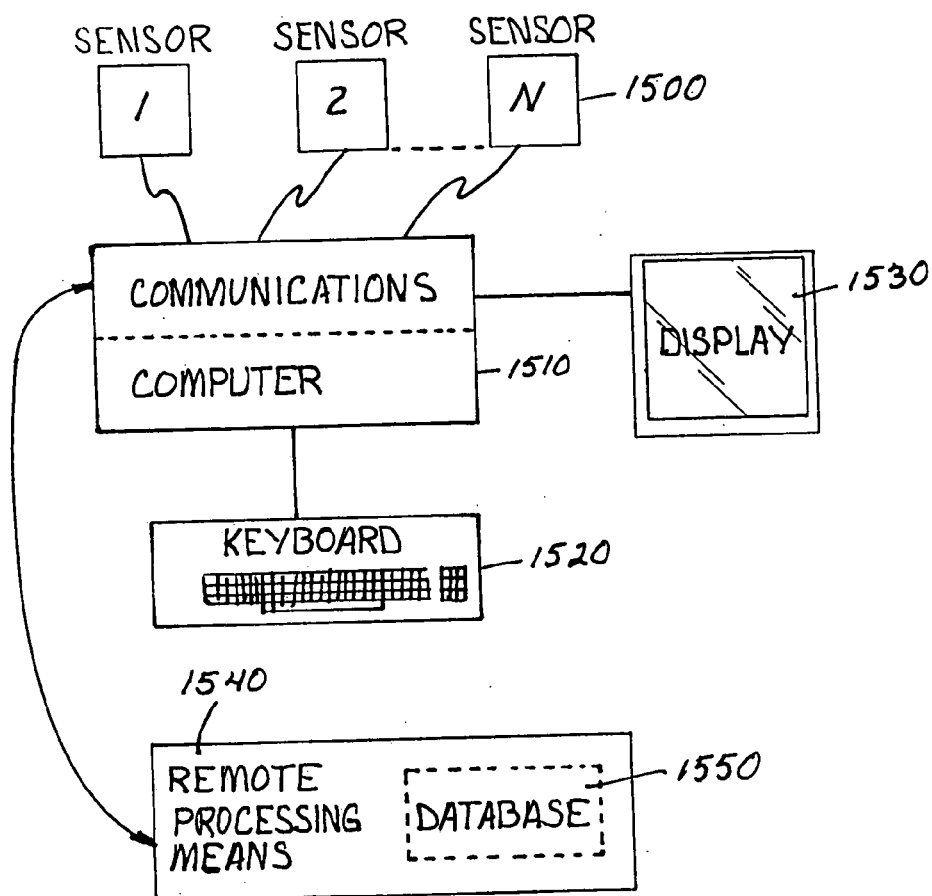 SENSOR SENSOR SENSOR
1 2 N 1500
COMMUNICATIONS
1530
DISPLAY
COMPUTER
1510
KEYBOARD
1520
1540
REMOTE
PROCESSING
MEANS
1550
DATABASE